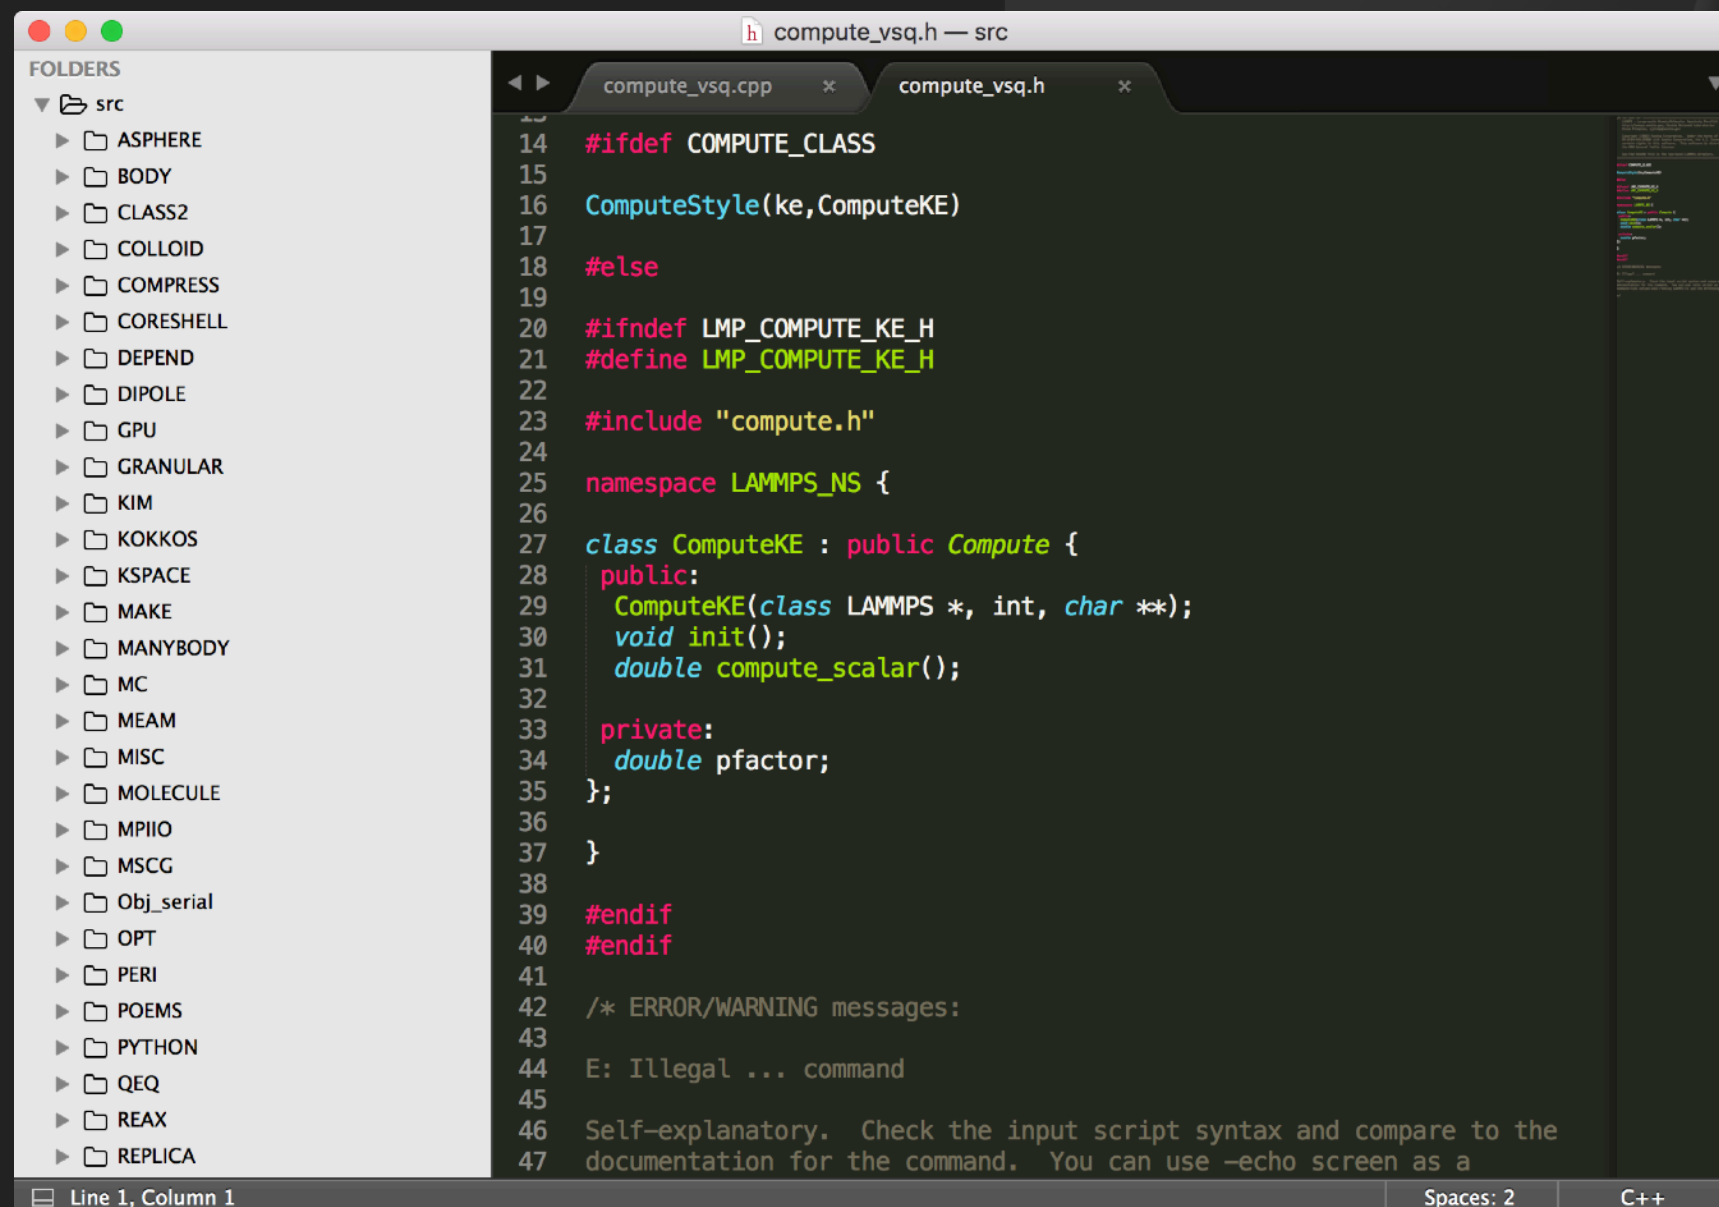 compute_vsq.h — src
FOLDERS
src
ASPHERE
BODY
CLASS2
COLLOID
COMPRESS
CORESHELL
DEPEND
DIPOLE
GPU
GRANULAR
KIM
KOKKOS
KSPACE
MAKE
MANYBODY
MC
MEAM
MISC
MOLECULE
MPIIO
MSCG
Obj_serial
OPT
PERI
POEMS
PYTHON
QEQ
REAX
REPLICA
compute_vsq.cpp × compute_vsq.h ×
14 #ifdef COMPUTE_CLASS
15
16 ComputeStyle(ke,ComputeKE)
17
18 #else
19
20 #ifndef LMP_COMPUTE_KE_H
21 #define LMP_COMPUTE_KE_H
22
23 #include "compute.h"
24
25 namespace LAMMPS_NS {
26
27 class ComputeKE : public Compute {
28 public:
29 ComputeKE(class LAMMPS *, int, char **);
30 void init();
31 double compute_scalar();
32
33 private:
34 double pfactor;
35 };
36
37 }
38
39 #endif
40 #endif
41
42 /* ERROR/WARNING messages:
43
44 E: Illegal ... command
45
46 Self-explanatory.  Check the input script syntax and compare to the
47 documentation for the command.  You can use -echo screen as a
Line 1, Column 1 Spaces: 2 C++